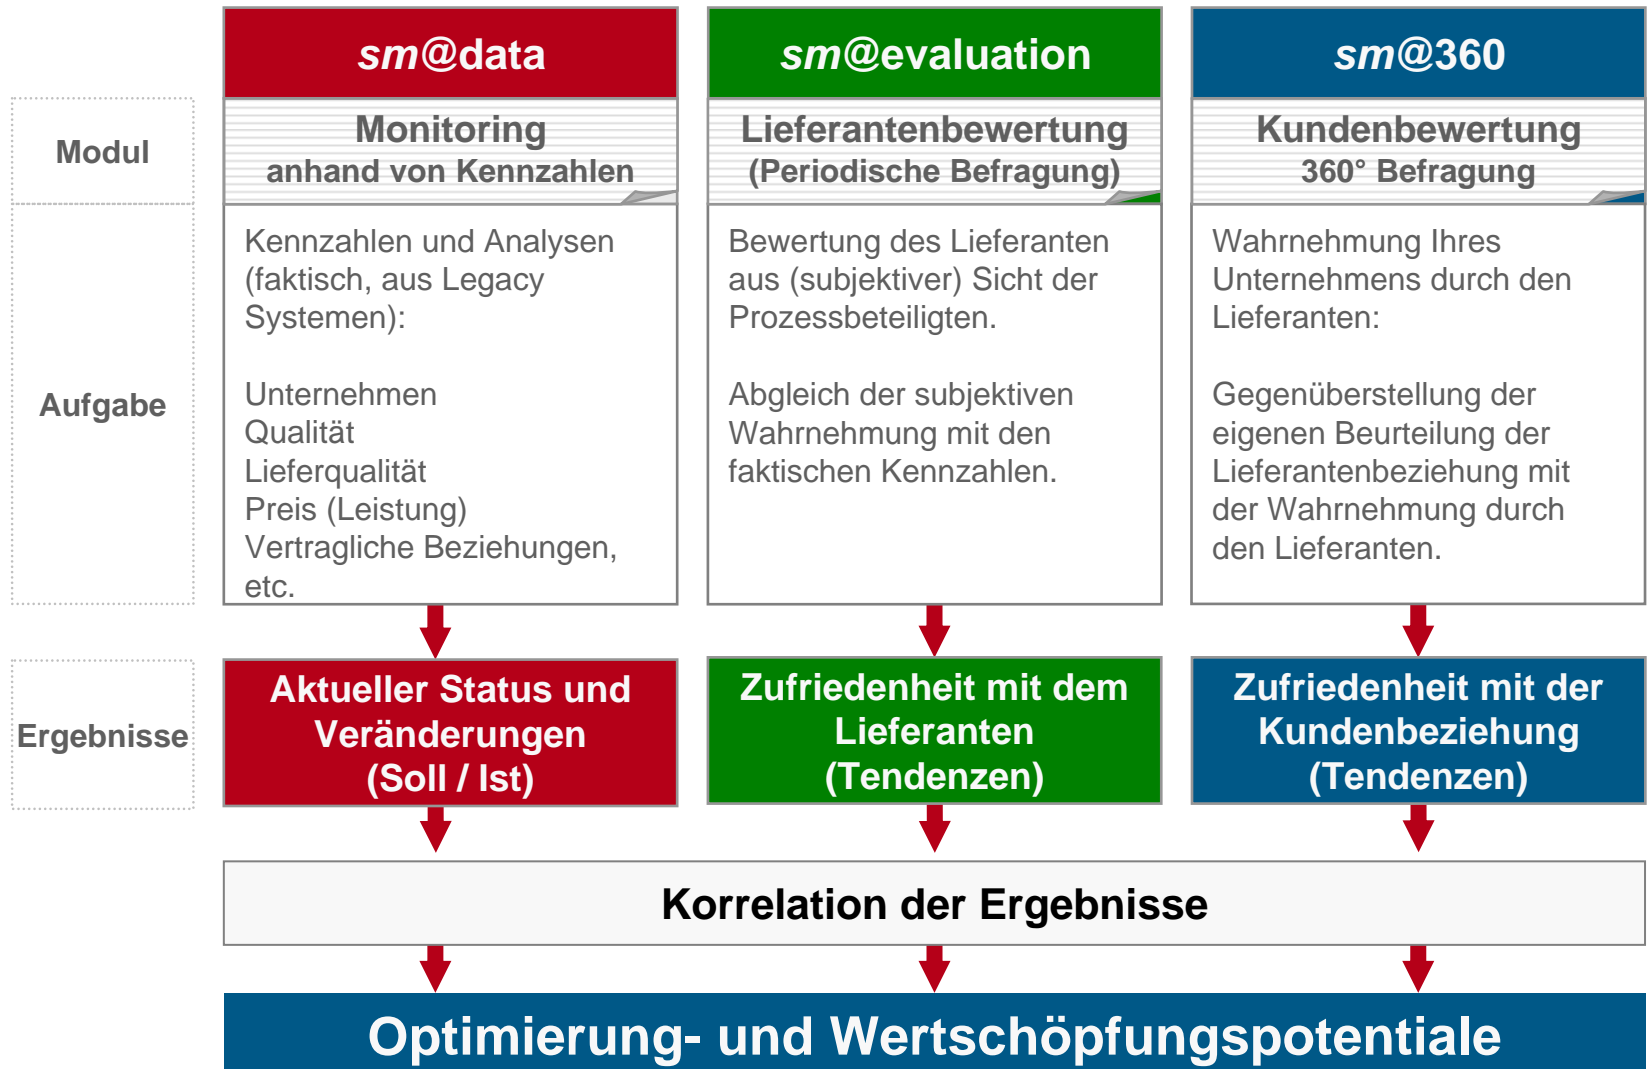 sm@data
sm@evaluation
sm@360
Modul
Monitoring
anhand von Kennzahlen
Lieferantenbewertung
(Periodische Befragung)
Kundenbewertung
360° Befragung
Aufgabe
Kennzahlen und Analysen
(faktisch, aus Legacy
Systemen):
Unternehmen
Qualität
Lieferqualität
Preis (Leistung)
Vertragliche Beziehungen,
etc.
Bewertung des Lieferanten
aus (subjektiver) Sicht der
Prozessbeteiligten.
Abgleich der subjektiven
Wahrnehmung mit den
faktischen Kennzahlen.
Wahrnehmung Ihres
Unternehmens durch den
Lieferanten:
Gegenüberstellung der
eigenen Beurteilung der
Lieferantenbeziehung mit
der Wahrnehmung durch
den Lieferanten.
Ergebnisse
Aktueller Status und
Veränderungen
(Soll / Ist)
Zufriedenheit mit dem
Lieferanten
(Tendenzen)
Zufriedenheit mit der
Kundenbeziehung
(Tendenzen)
Korrelation der Ergebnisse
Optimierung- und Wertschöpfungspotentiale